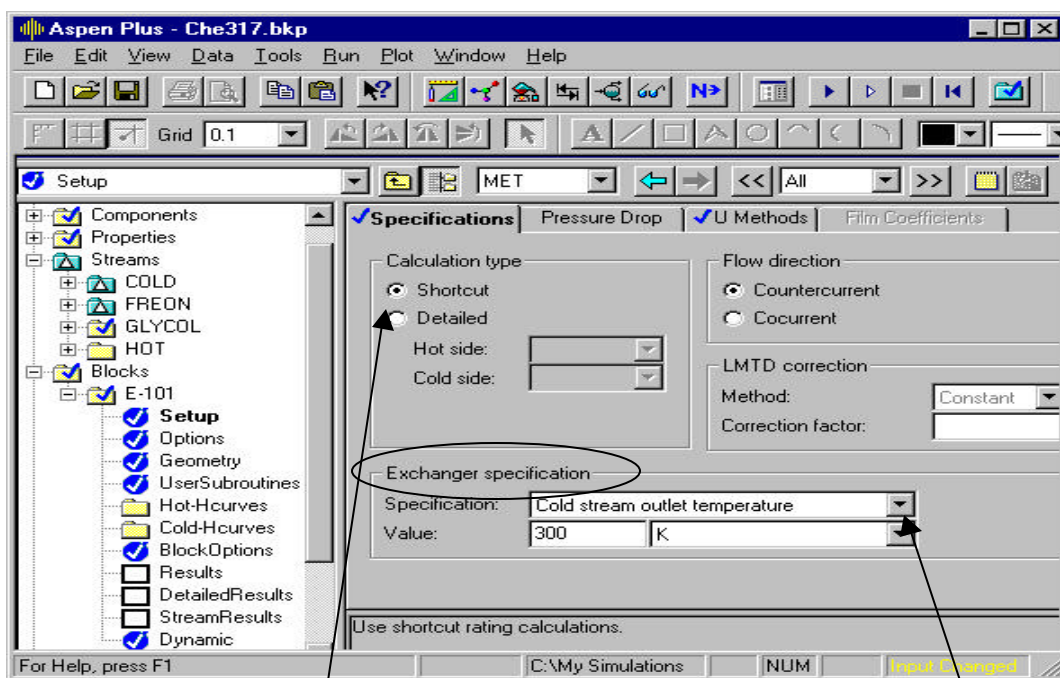 Aspen Plus - Che317.bkp
File Edit View Data Tools Run Plot Window Help
N>
Grid 0.1
A
Setup
MET
<< All >>
Components
Properties
Streams
COLD
FREON
GLYCOL
HOT
Blocks
E-101
Setup
Options
Geometry
UserSubroutines
Hot-Hcurves
Cold-Hcurves
BlockOptions
Results
DetailedResults
StreamResults
Dynamic
Specifications Pressure Drop U Methods Film Coefficients
Calculation type
Shortcut
Detailed
Hot side:
Cold side:
Flow direction
Countercurrent
Cocurrent
LMTD correction
Method: Constant
Correction factor:
Exchanger specification
Specification: Cold stream outlet temperature
Value: 300 K
Use shortcut rating calculations.
For Help, press F1 C:\My Simulations NUM Input Changed